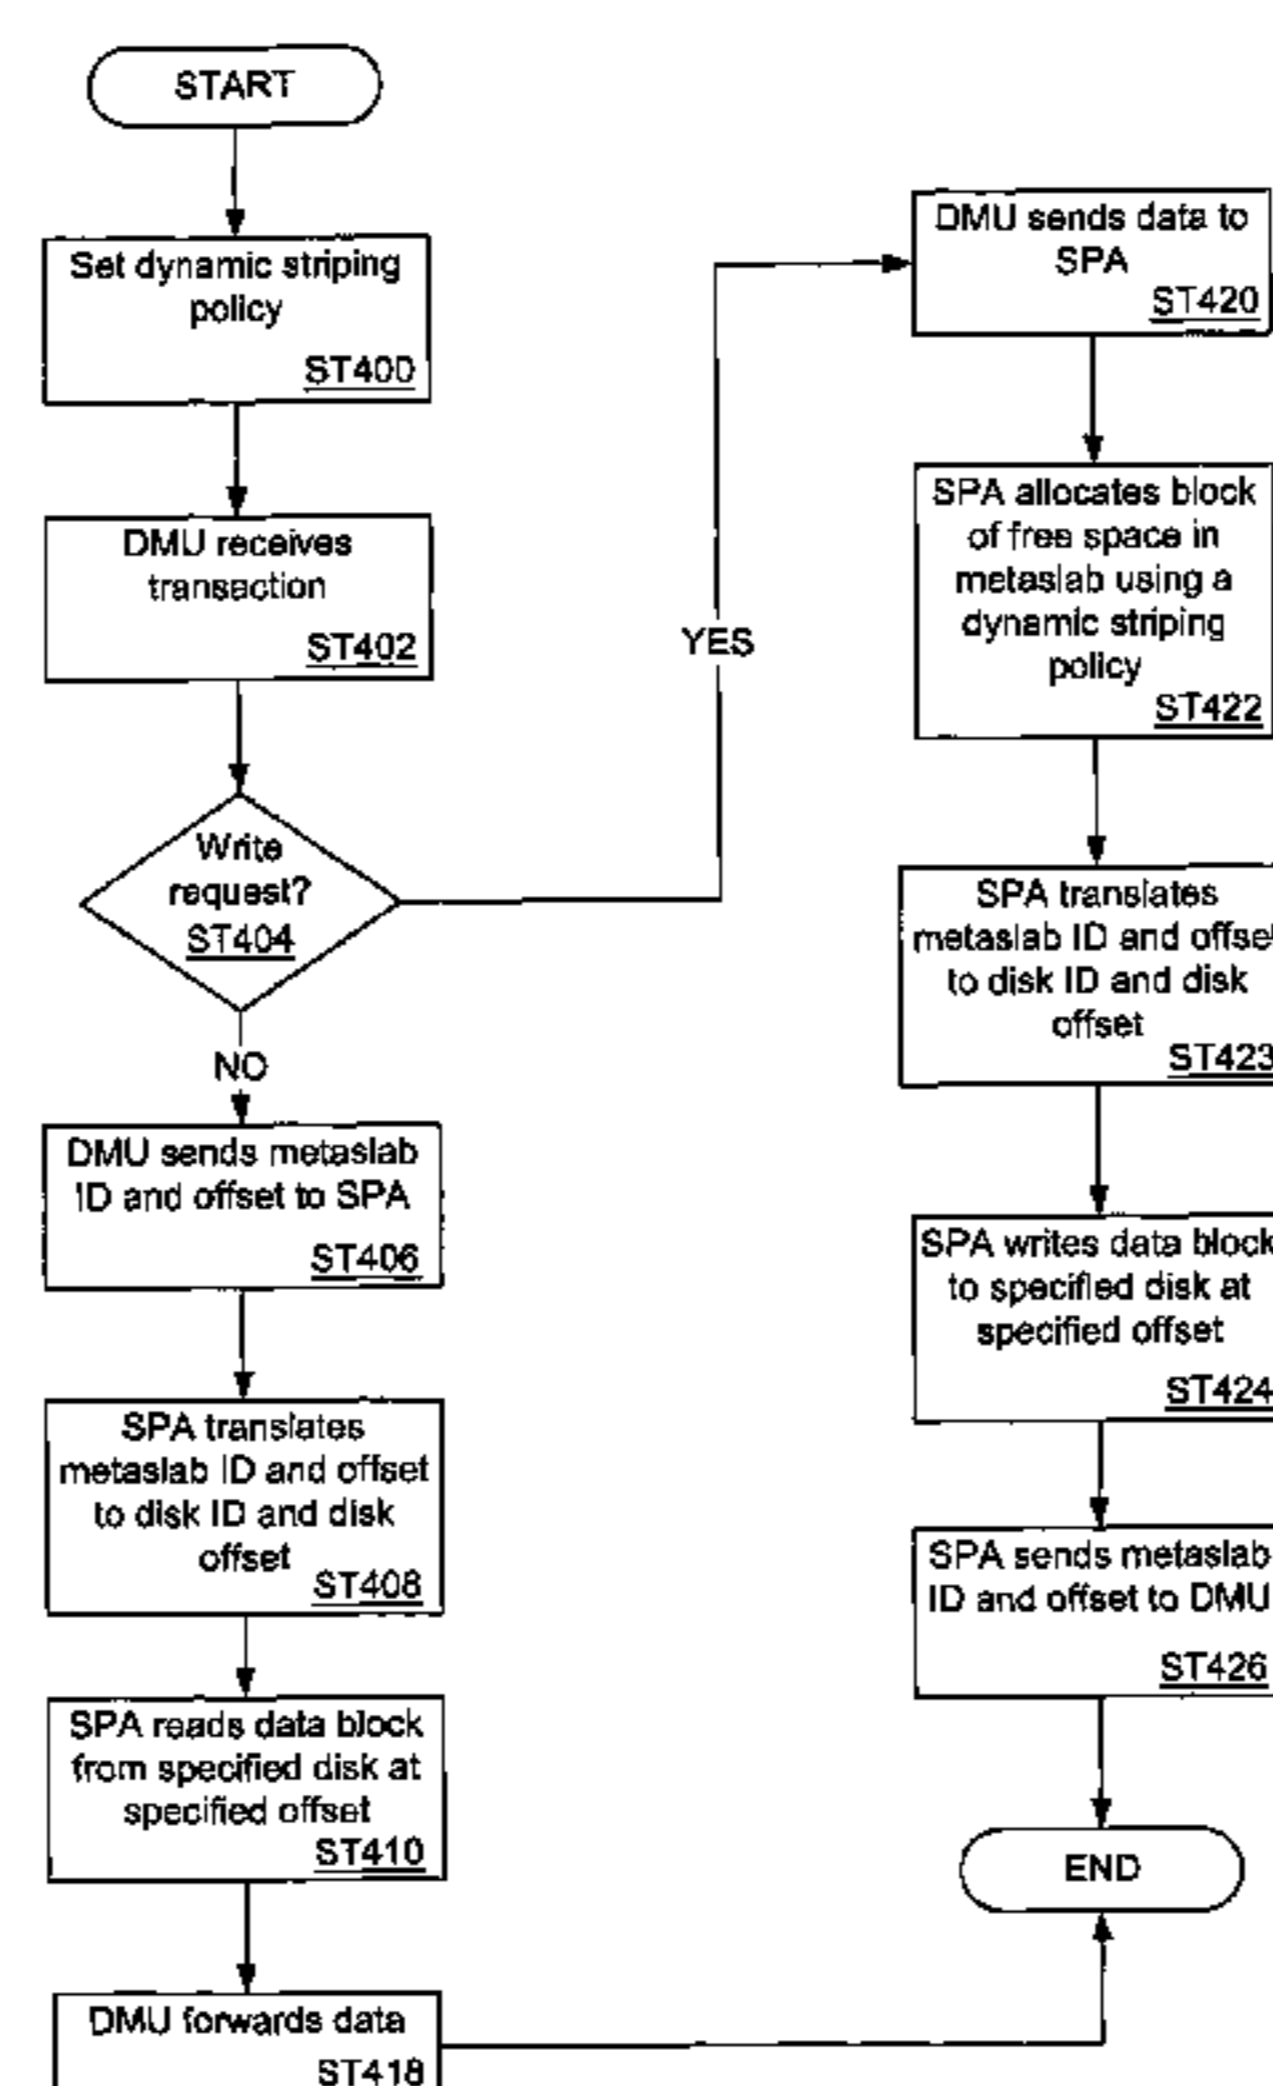 START
Set dynamic striping
policy
ST400
DMU receives
transaction
ST402
Write
request?
ST404
YES
NO
DMU sends metaslab
ID and offset to SPA
ST406
SPA translates
metaslab ID and offset
to disk ID and disk
offset
ST408
SPA reads data block
from specified disk at
specified offset
ST410
DMU forwards data
ST418
DMU sends data to
SPA
ST420
SPA allocates block
of free space in
metaslab using a
dynamic striping
policy
ST422
SPA translates
metaslab ID and offset
to disk ID and disk
offset
ST423
SPA writes data block
to specified disk at
specified offset
ST424
SPA sends metaslab
ID and offset to DMU
ST426
END